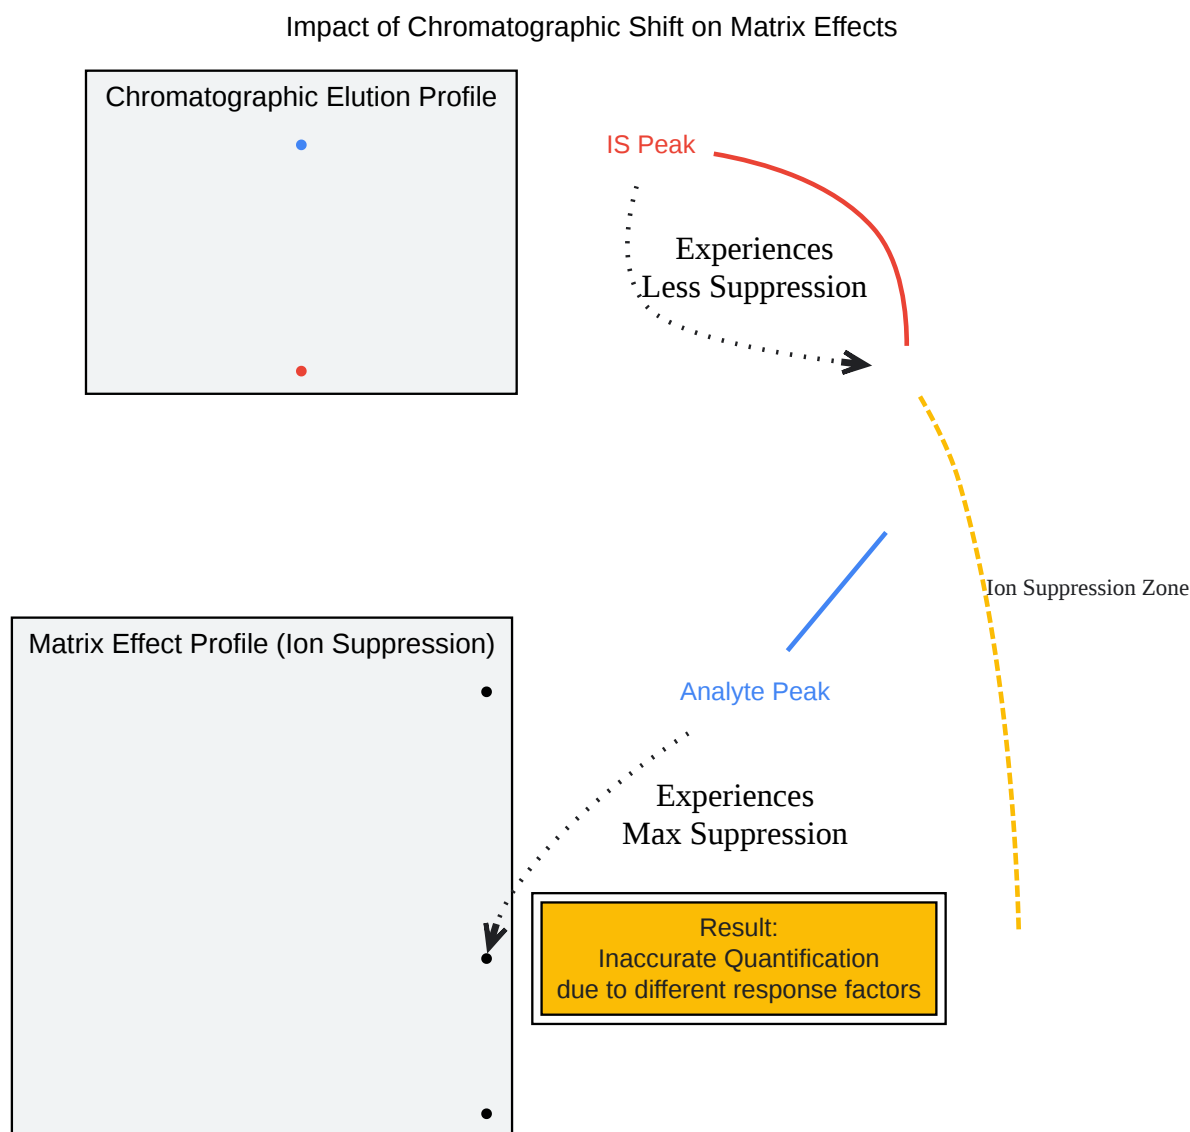 Impact of Chromatographic Shift on Matrix Effects
Chromatographic Elution Profile
IS Peak
Experiences
Less Suppression
Ion Suppression Zone
Matrix Effect Profile (Ion Suppression)
Analyte Peak
Experiences
Max Suppression
Result:
Inaccurate Quantification
due to different response factors